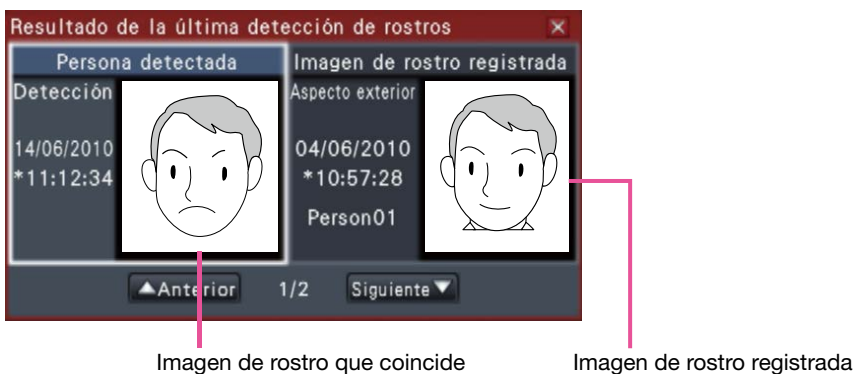 Resultado de la última detección de rostros
Persona detectada
Imagen de rostro registrada
Detección
14/06/2010
*11:12:34
Aspecto exterior
04/06/2010
*10:57:28
Person01
▲Anterior 1/2 Siguiente▼
Imagen de rostro que coincide
Imagen de rostro registrada